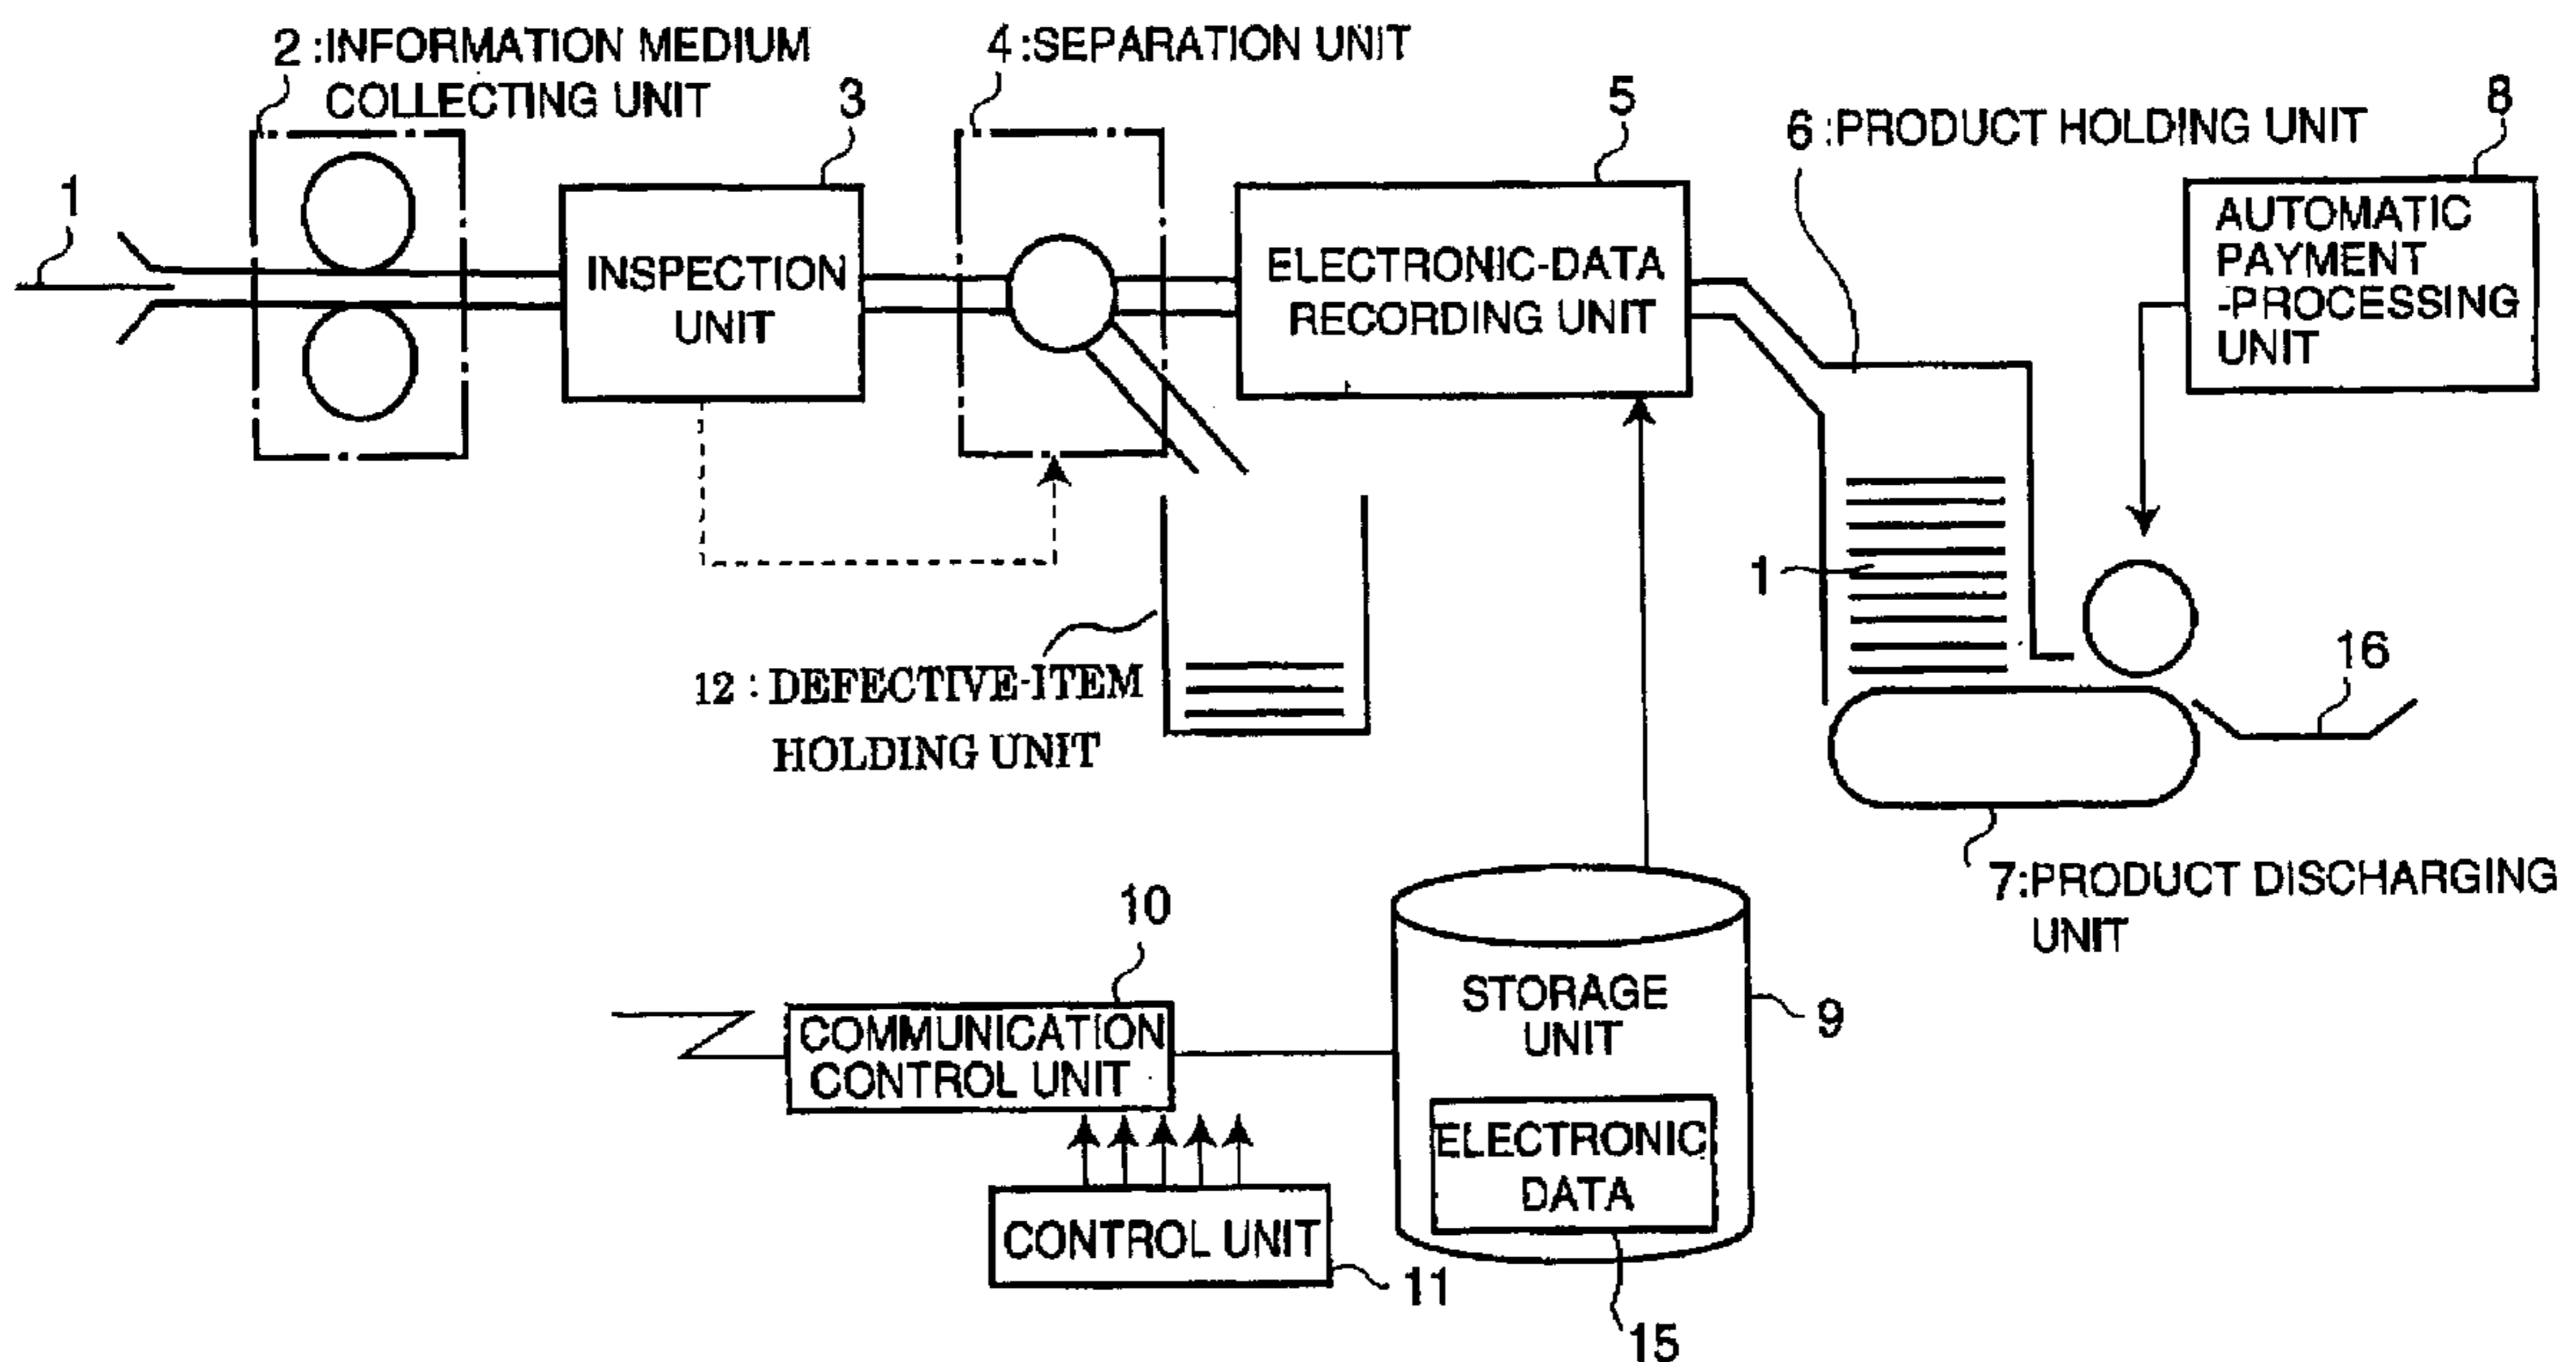 2 :INFORMATION MEDIUM
COLLECTING UNIT
4 :SEPARATION UNIT
3
5
6 :PRODUCT HOLDING UNIT
8
1
INSPECTION
UNIT
ELECTRONIC-DATA
RECORDING UNIT
AUTOMATIC
PAYMENT
-PROCESSING
UNIT
1
12 : DEFECTIVE-ITEM
HOLDING UNIT
16
7:PRODUCT DISCHARGING
UNIT
10
COMMUNICATION
CONTROL UNIT
STORAGE
UNIT
9
ELECTRONIC
DATA
CONTROL UNIT
11
15